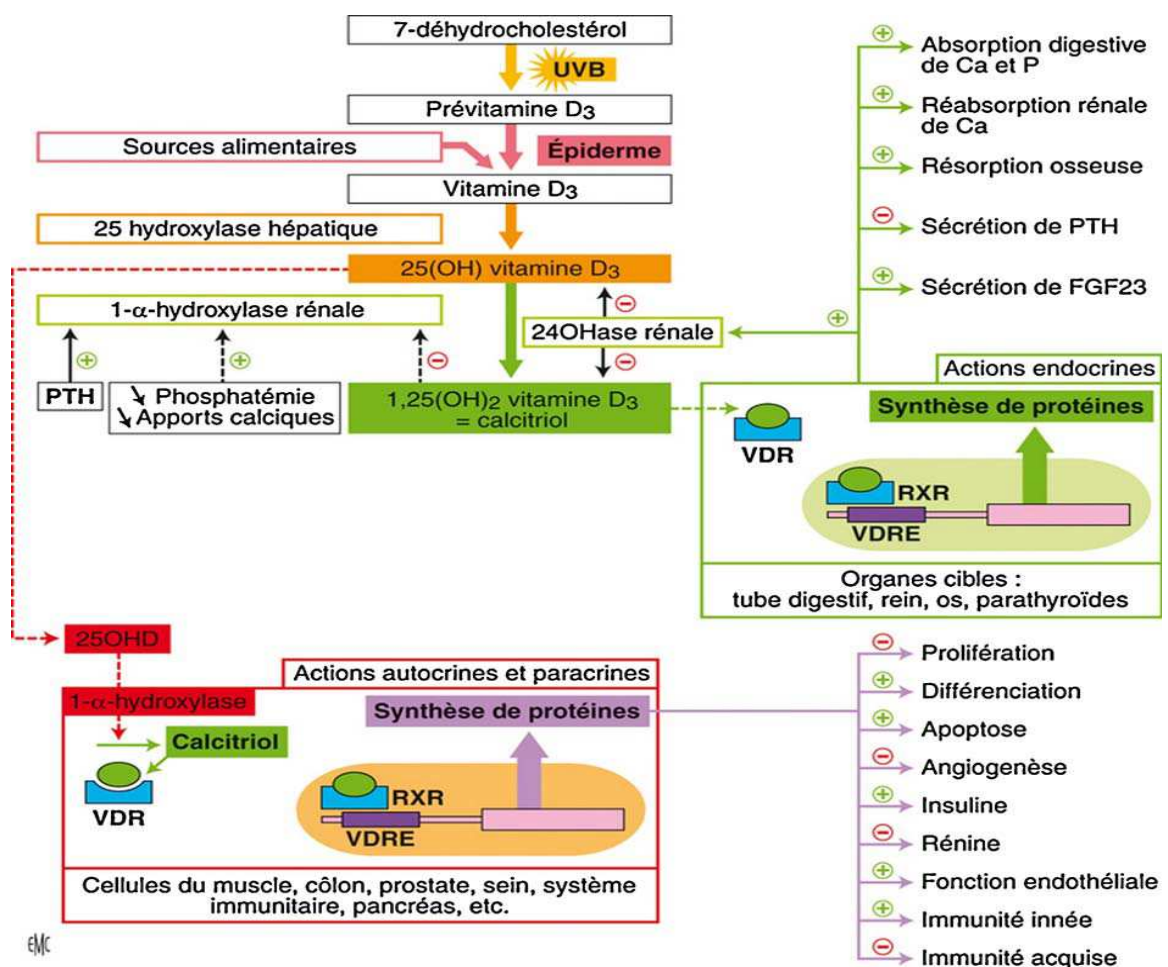 7-déhydrocholestérol
UVB
Prévitamine D3
Sources alimentaires
Épiderme
Vitamine D3
25 hydroxylase hépatique
25(OH) vitamine D3
1-α-hydroxylase rénale
24OHase rénale
PTH
↘ Phosphatémie
↘ Apports calciques
1,25(OH)2 vitamine D3
= calcitriol
+
+
-
-
-
+
+
Absorption digestive
de Ca et P
+
Réabsorption rénale
de Ca
+
Résorption osseuse
-
Sécrétion de PTH
+
Sécrétion de FGF23
Actions endocrines
Synthèse de protéines
VDR
RXR
VDRE
Organes cibles :
tube digestif, rein, os, parathyroïdes
25OHD
1-α-hydroxylase
Calcitriol
VDR
Actions autocrines et paracrines
Synthèse de protéines
RXR
VDRE
Cellules du muscle, côlon, prostate, sein, système
immunitaire, pancréas, etc.
-
Prolifération
+
Différenciation
+
Apoptose
-
Angiogenèse
+
Insuline
-
Rénine
+
Fonction endothéliale
+
Immunité innée
-
Immunité acquise
EMC